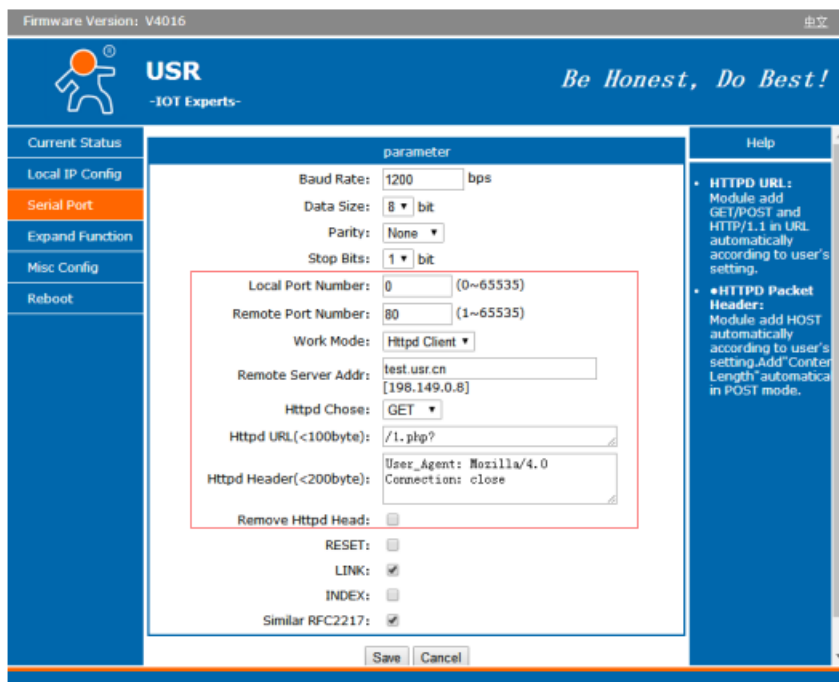 Firmware Version: V4016 中文
®
USR
-IOT Experts-
Be Honest, Do Best!
Current Status
Local IP Config
Serial Port
Expand Function
Misc Config
Reboot
parameter
Baud Rate: 1200 bps
Data Size: 8 bit
Parity: None
Stop Bits: 1 bit
Local Port Number: 0 (0~65535)
Remote Port Number: 80 (1~65535)
Work Mode: Httpd Client
Remote Server Addr: test.usr.cn
[198.149.0.8]
Httpd Chose: GET
Httpd URL(<100byte): /1.php?
Httpd Header(<200byte): User_Agent: Mozilla/4.0
Connection: close
Remove Httpd Head:
RESET:
LINK:
INDEX:
Similar RFC2217:
Save Cancel
Help
• HTTPD URL:
Module add
GET/POST and
HTTP/1.1 in URL
automatically
according to user's
setting.
• ●HTTPD Packet
Header:
Module add HOST
automatically
according to user's
setting.Add"Conter
Length"automatica
in POST mode.